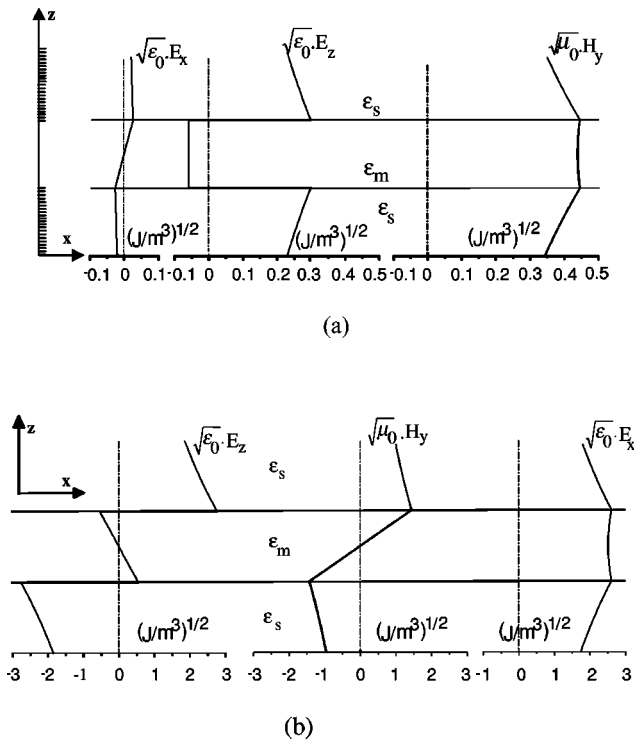 z
√ε₀.Eₓ
√ε₀.E_z
√μ₀.H_y
εₛ
εₘ
εₛ
x
(J/m³)^1/2
(J/m³)^1/2
(J/m³)^1/2
-0.1 0 0.1 -0.1 0 0.1 0.2 0.3 0.4 0.5 -0.1 0 0.1 0.2 0.3 0.4 0.5
(a)
z
√ε₀.E_z
√μ₀.H_y
√ε₀.Eₓ
εₛ
x
εₘ
εₛ
(J/m³)^1/2
(J/m³)^1/2
(J/m³)^1/2
-3 -2 -1 0 1 2 3 -3 -2 -1 0 1 2 3 -1 0 1 2 3
(b)